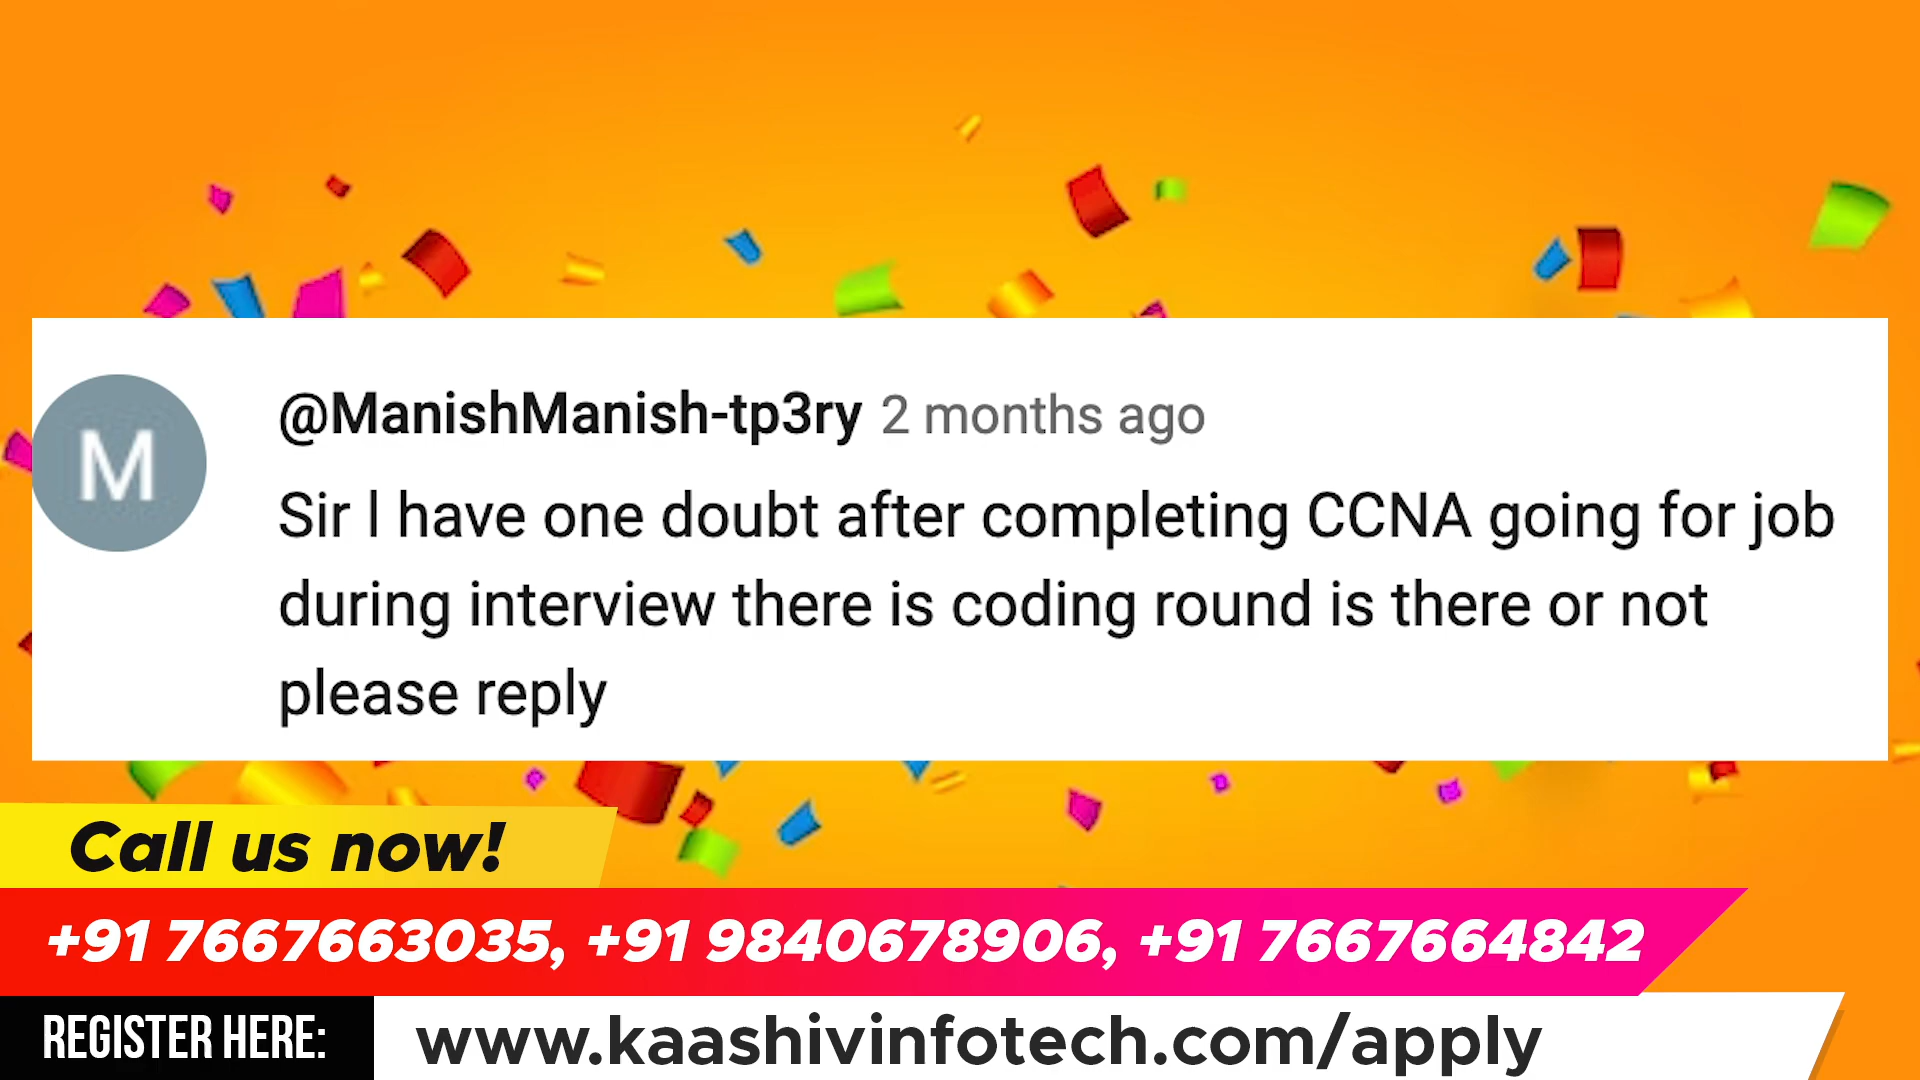 M
@ManishManish-tp3ry 2 months ago
Sir I have one doubt after completing CCNA going for job
during interview there is coding round is there or not
please reply
Call us now!
+91 7667663035, +91 9840678906, +91 7667664842
REGISTER HERE: www.kaashivinfotech.com/apply